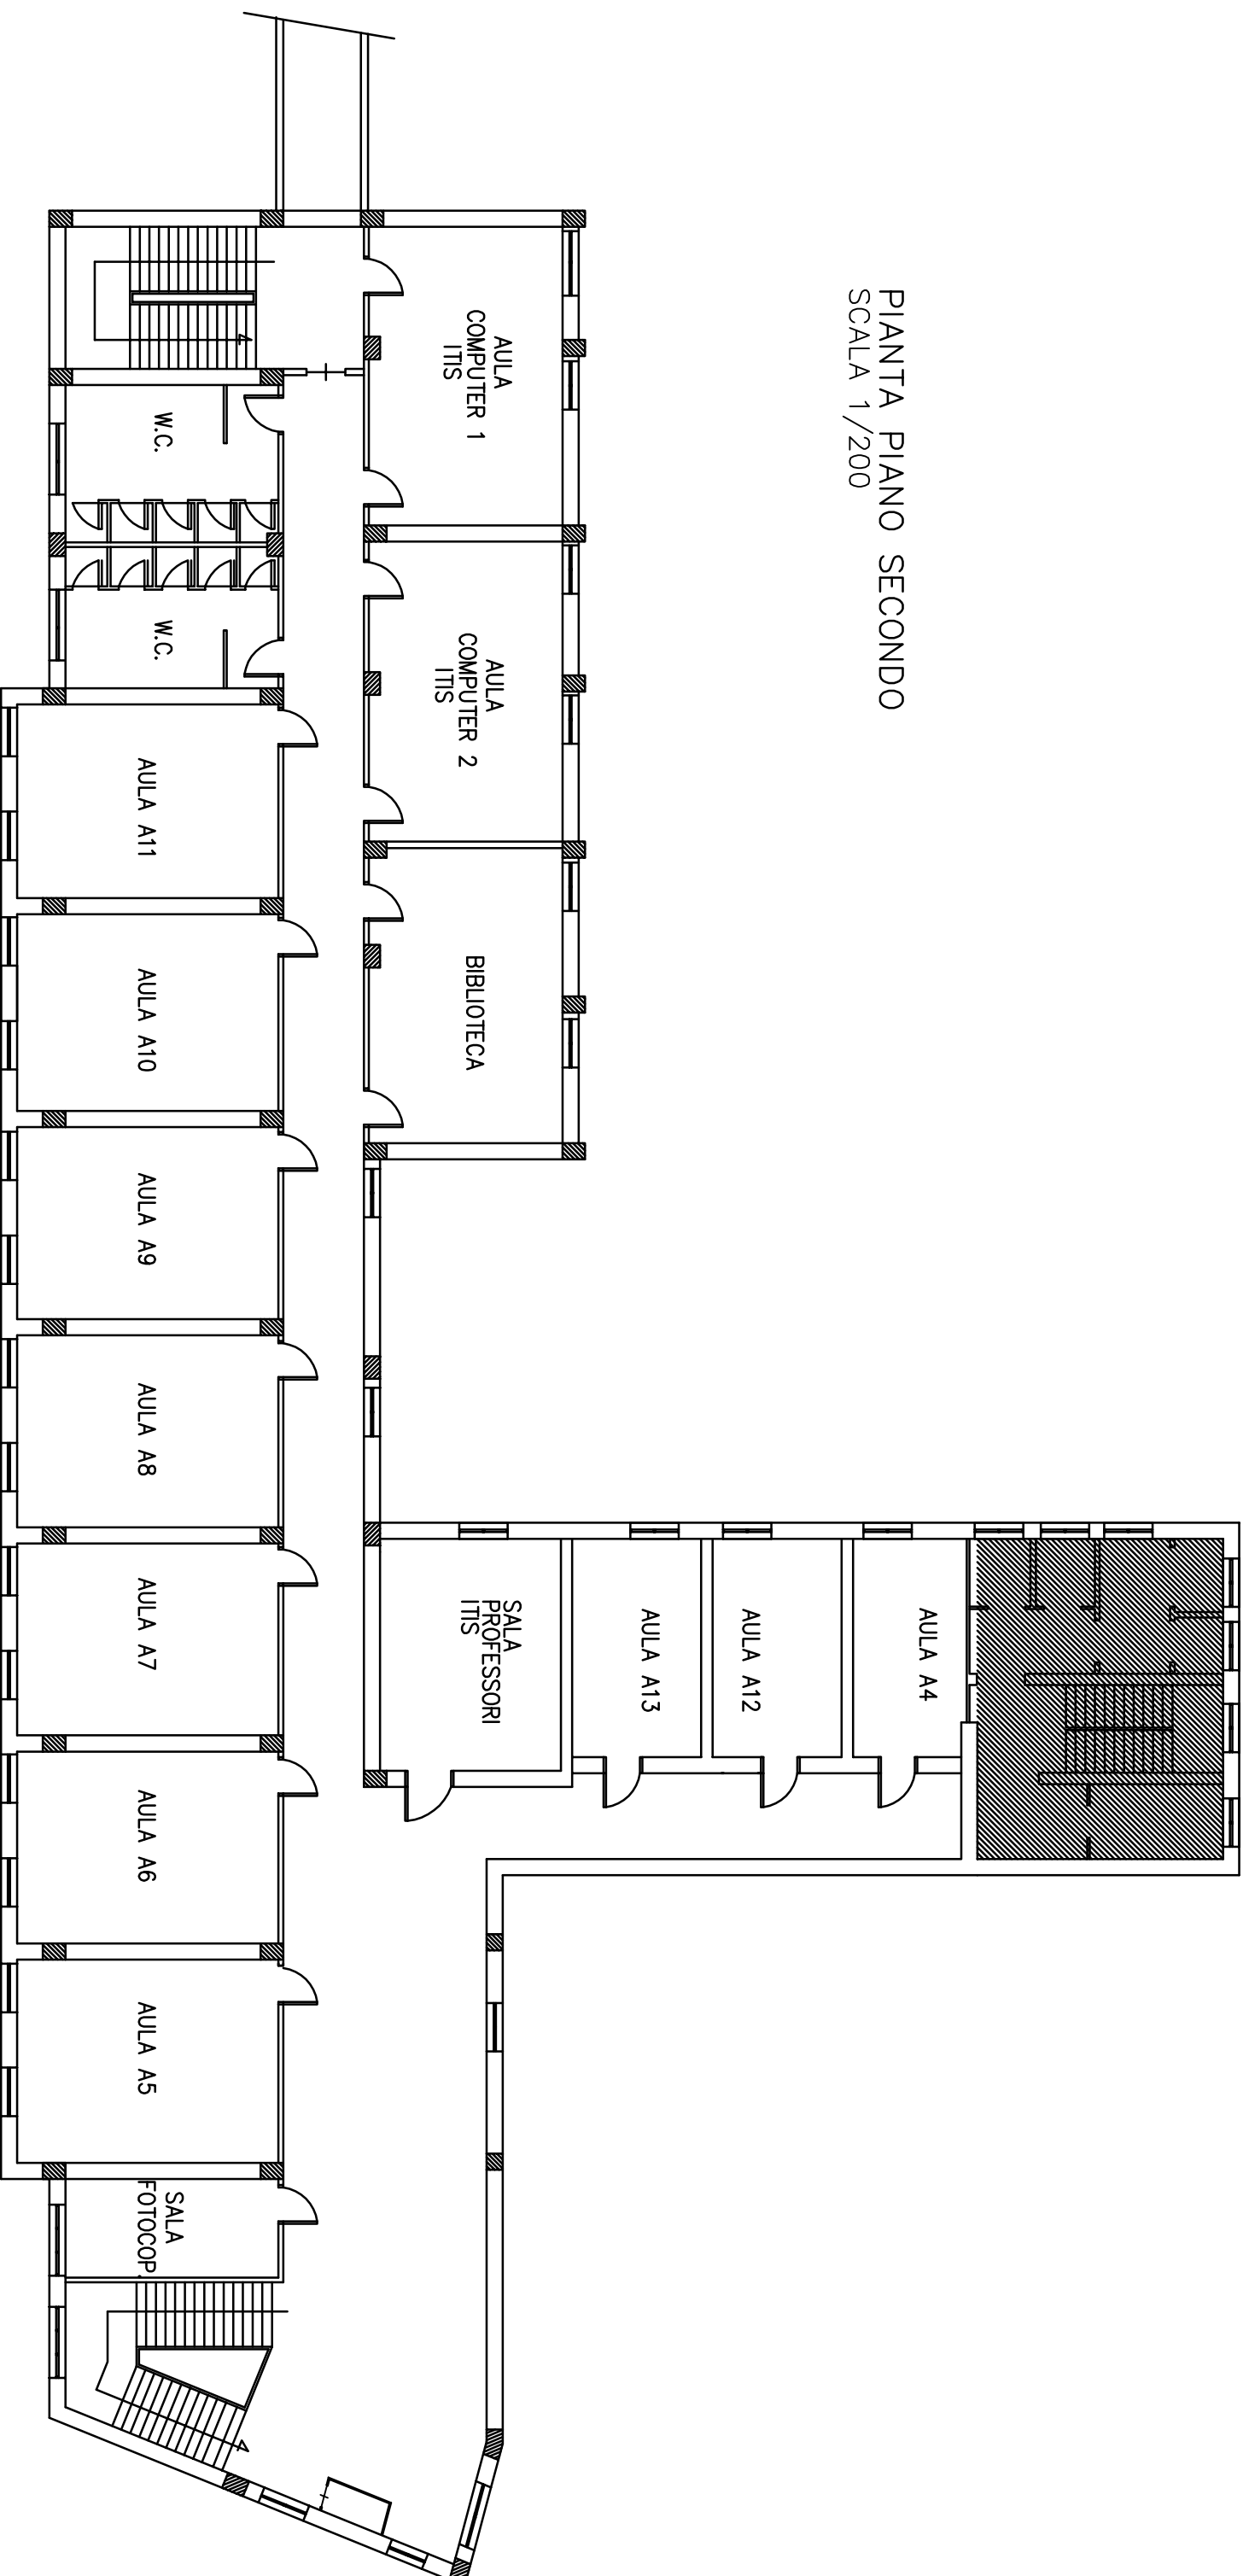 PIANTA PIANO SECONDO
SCALA 1/200
AULA
COMPUTER 1
ITIS
AULA
COMPUTER 2
ITIS
BIBLIOTECA
SALA
PROFESSORI
ITIS
AULA A13
AULA A12
AULA A4
W.C.
W.C.
AULA A11
AULA A10
AULA A9
AULA A8
AULA A7
AULA A6
AULA A5
SALA
FOTOCOP.